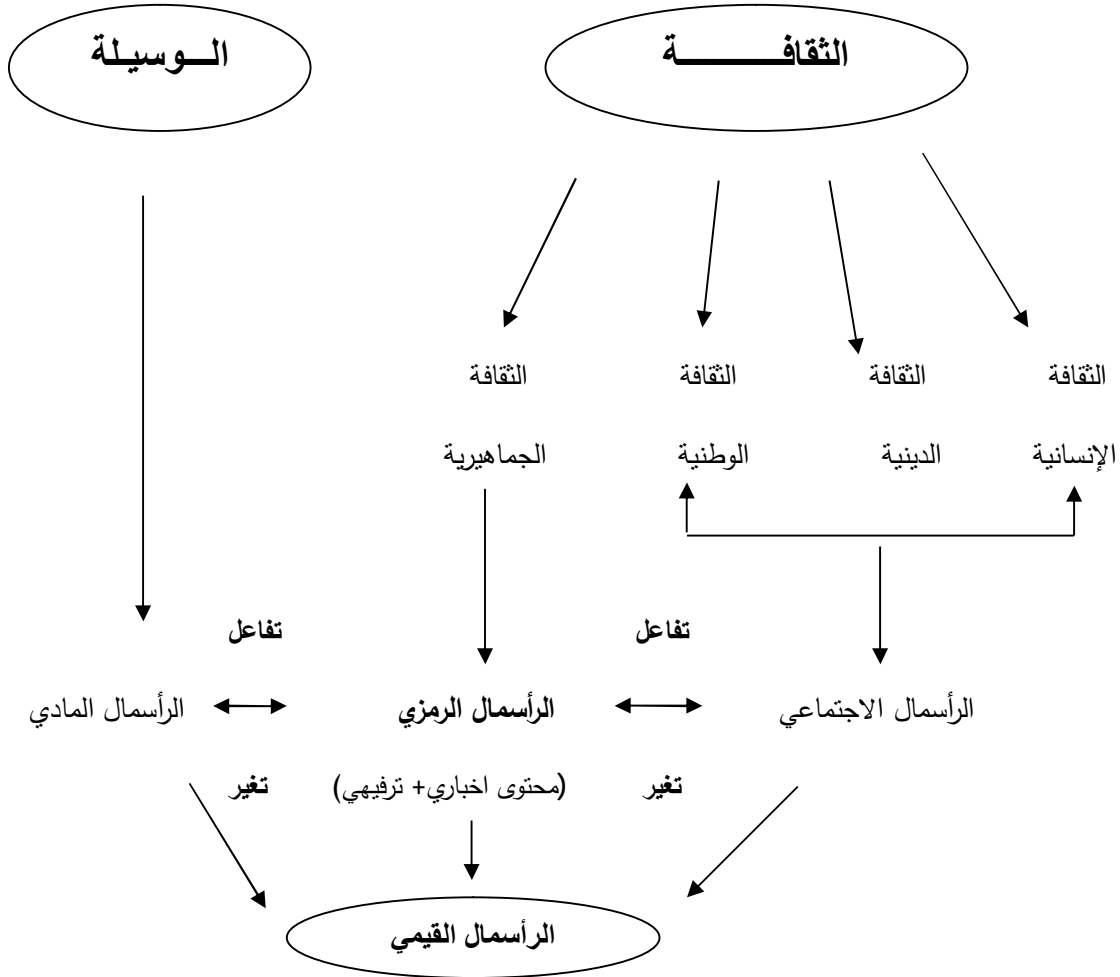 الثقافــــــــــة
الــوسيـلة
الثقافة
الإنسانية
الثقافة
الدينية
الثقافة
الوطنية
الثقافة
الجماهيرية
تفاعل
تفاعل
الرأسمال الاجتماعي
الرأسمال الرمزي
الرأسمال المادي
تغير
(محتوى اخباري+ ترفيهي)
تغير
الرأسمال القيمي